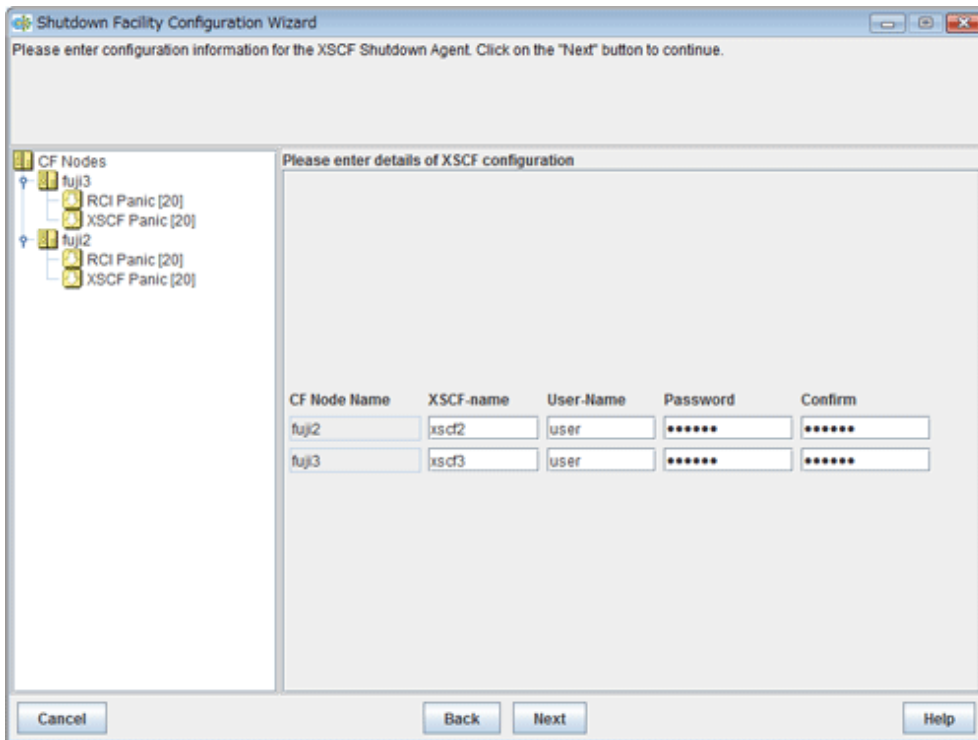 Shutdown Facility Configuration Wizard
Please enter configuration information for the XSCF Shutdown Agent. Click on the "Next" button to continue.
CF Nodes
fuji3
RCI Panic [20]
XSCF Panic [20]
fuji2
RCI Panic [20]
XSCF Panic [20]
Please enter details of XSCF configuration
CF Node Name XSCF-name User-Name Password Confirm
fuji2 xscf2 user •••••• ••••••
fuji3 xscf3 user •••••• ••••••
Cancel Back Next Help